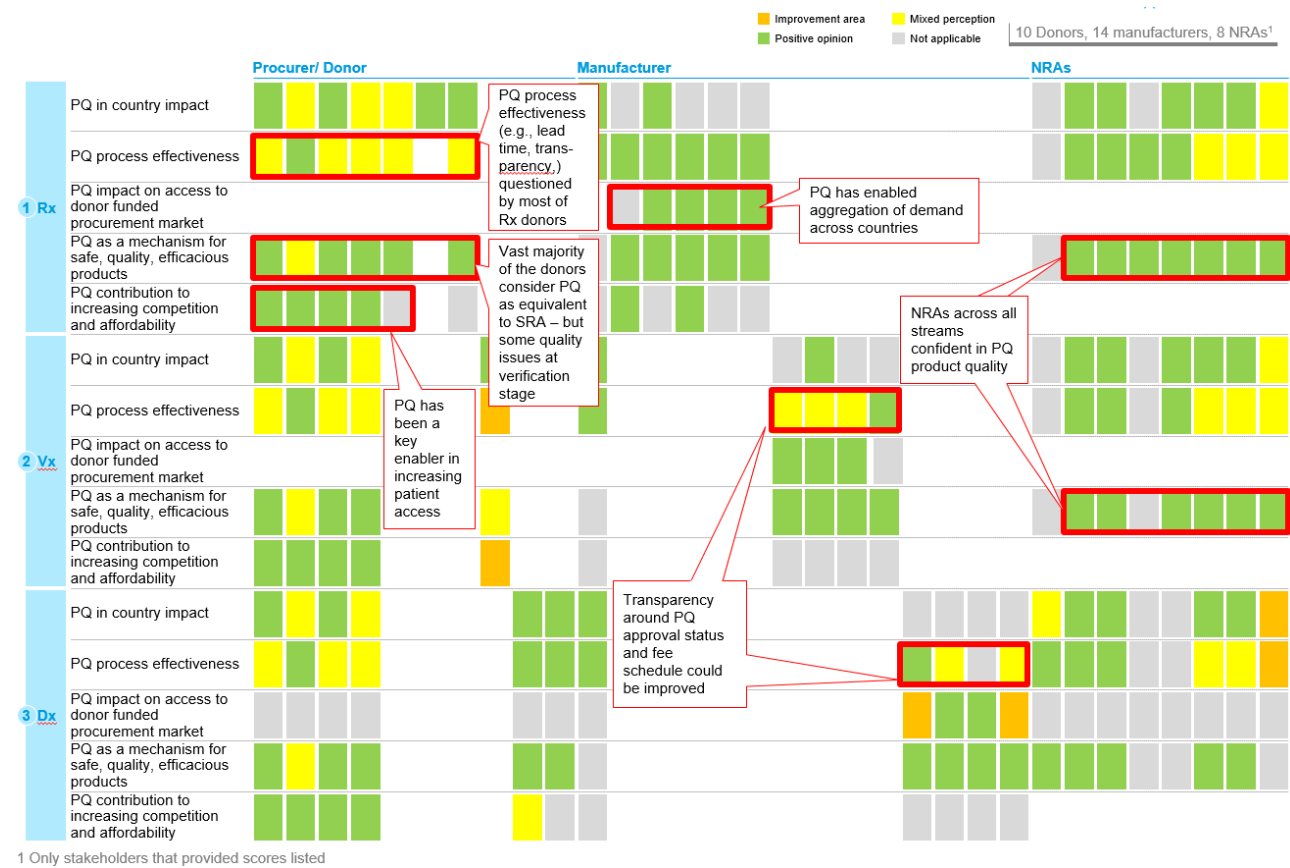 Improvement area
Mixed perception
Positive opinion
Not applicable
10 Donors, 14 manufacturers, 8 NRAs1
Procurer/ Donor
Manufacturer
NRAs
1 Rx
PQ in country impact
PQ process effectiveness
PQ impact on access to
donor funded
procurement market
PQ as a mechanism for
safe, quality, efficacious
products
PQ contribution to
increasing competition
and affordability
2 Vx
PQ in country impact
PQ process effectiveness
PQ impact on access to
donor funded
procurement market
PQ as a mechanism for
safe, quality, efficacious
products
PQ contribution to
increasing competition
and affordability
3 Dx
PQ in country impact
PQ process effectiveness
PQ impact on access to
donor funded
procurement market
PQ as a mechanism for
safe, quality, efficacious
products
PQ contribution to
increasing competition
and affordability
PQ process
effectiveness
(e.g., lead
time, trans-
parency,)
questioned
by most of
Rx donors
PQ has enabled
aggregation of demand
across countries
Vast majority
of the donors
consider PQ
as equivalent
to SRA – but
some quality
issues at
verification
stage
NRAs across all
streams
confident in PQ
product quality
PQ has
been a
key
enabler in
increasing
patient
access
Transparency
around PQ
approval status
and fee
schedule could
be improved
1 Only stakeholders that provided scores listed